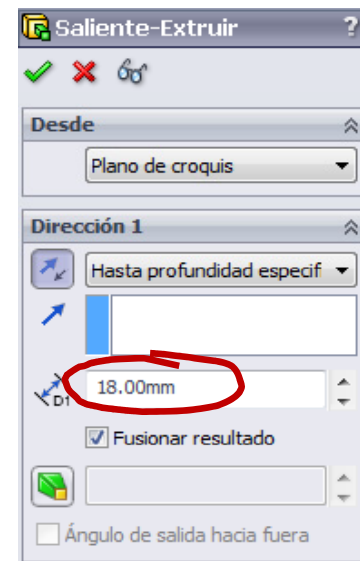 Saliente-Extruir ?
Desde
Plano de croquis
Dirección 1
Hasta profundidad especif
D1 18.00mm
Fusionar resultado
Ángulo de salida hacia fuera